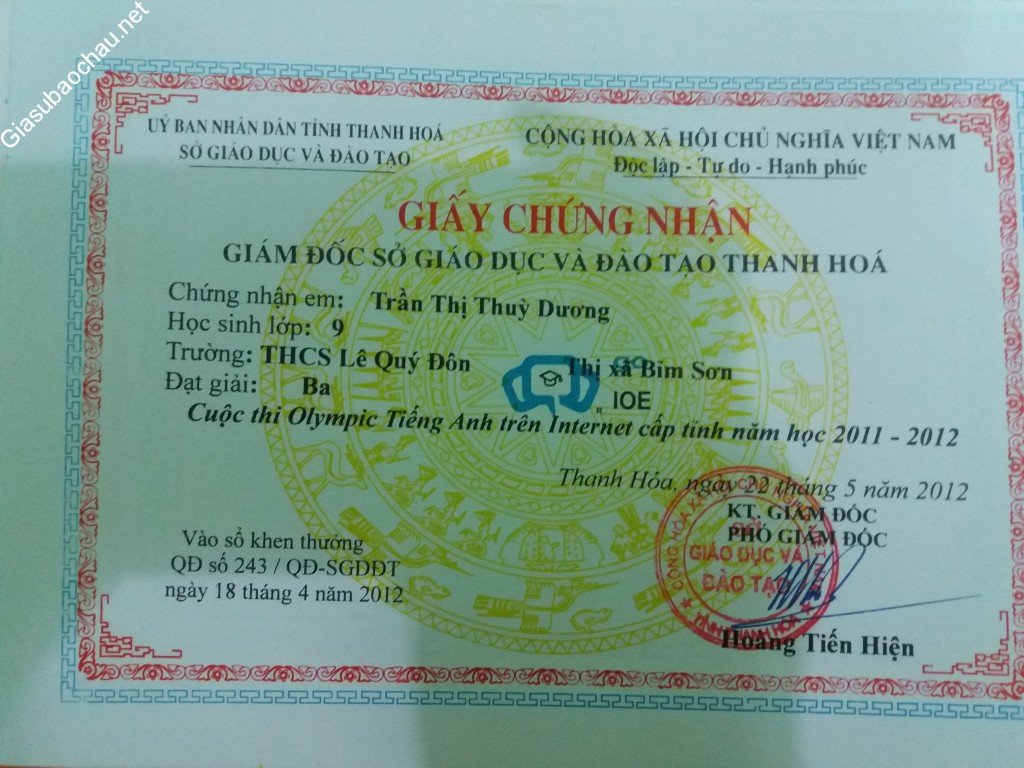 Giasubaochau.net
UỶ BAN NHÂN DÂN TỈNH THANH HOÁ
SỞ GIÁO DỤC VÀ ĐÀO TẠO
CỘNG HÒA XÃ HỘI CHỦ NGHĨA VIỆT NAM
Độc lập - Tự do - Hạnh phúc
GIẤY CHỨNG NHẬN
GIÁM ĐỐC SỞ GIÁO DỤC VÀ ĐÀO TẠO THANH HOÁ
Chứng nhận em: Trần Thị Thuỳ Dương
Học sinh lớp: 9
Trường: THCS Lê Quý Đôn Thị xã Bỉm Sơn
Đạt giải: Ba
IOE
Cuộc thi Olympic Tiếng Anh trên Internet cấp tỉnh năm học 2011 - 2012
Thanh Hóa, ngày 22 tháng 5 năm 2012
KT. GIÁM ĐỐC
PHÓ GIÁM ĐỐC
SỞ
GIÁO DỤC VÀ
ĐÀO TẠO
TỈNH THANH HÓA
Hoàng Tiến Hiện
Vào sổ khen thưởng
QĐ số 243 / QĐ-SGDĐT
ngày 18 tháng 4 năm 2012